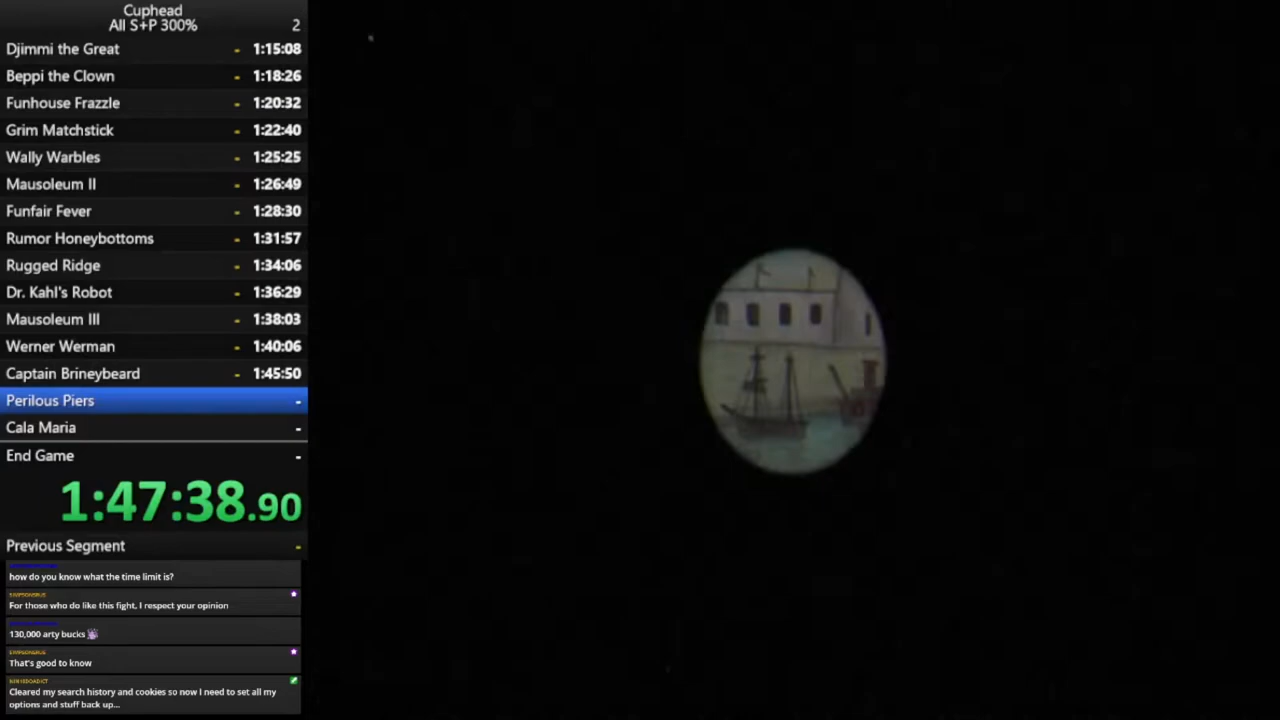 Cuphead
All S+P 300% 2
Djimmi the Great - 1:15:08
Beppi the Clown - 1:18:26
Funhouse Frazzle - 1:20:32
Grim Matchstick - 1:22:40
Wally Warbles - 1:25:25
Mausoleum II - 1:26:49
Funfair Fever - 1:28:30
Rumor Honeybottoms - 1:31:57
Rugged Ridge - 1:34:06
Dr. Kahl's Robot - 1:36:29
Mausoleum III - 1:38:03
Werner Werman - 1:40:06
Captain Brineybeard - 1:45:50
Perilous Piers -
Cala Maria -
End Game -
1:47:38.90
Previous Segment -
how do you know what the time limit is?
For those who do like this fight, I respect your opinion
130,000 arty bucks
That's good to know
Cleared my search history and cookies so now I need to set all my
options and stuff back up...